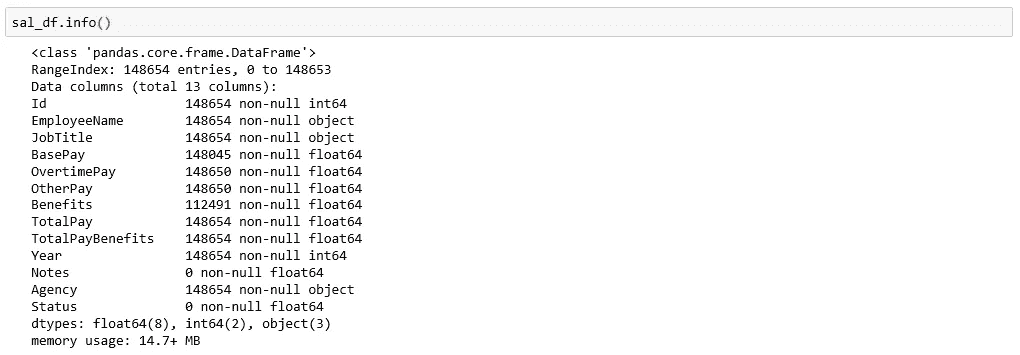 sal_df.info()
<class 'pandas.core.frame.DataFrame'>
RangeIndex: 148654 entries, 0 to 148653
Data columns (total 13 columns):
Id                  148654 non-null int64
EmployeeName        148654 non-null object
JobTitle            148654 non-null object
BasePay             148045 non-null float64
OvertimePay         148650 non-null float64
OtherPay            148650 non-null float64
Benefits            112491 non-null float64
TotalPay            148654 non-null float64
TotalPayBenefits    148654 non-null float64
Year                148654 non-null int64
Notes               0 non-null float64
Agency              148654 non-null object
Status              0 non-null float64
dtypes: float64(8), int64(2), object(3)
memory usage: 14.7+ MB